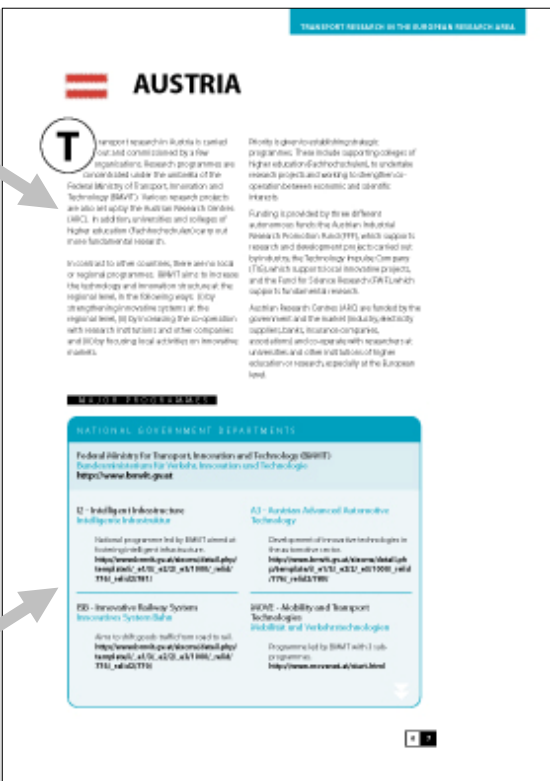 TRANSPORT RESEARCH IN THE EUROPEAN RESEARCH AREA
AUSTRIA
Transport research in Austria is carried
out and commissioned by a few
organisations. Research programmes are
concentrated under the umbrella of the
Federal Ministry of Transport, Innovation and
Technology (BMVIT). Various research projects
are also set up by the Austrian Research Centres
(ARC). In addition, universities and colleges of
higher education (Fachhochschulen) carry out
more fundamental research.
In contrast to other countries, there are no local
or regional programmes. BMVIT aims to increase
the technology and innovation structure at the
regional level, in the following ways: (i) by
strengthening innovative systems at the
regional level, (ii) by increasing the co-operation
with research institutions and other companies
and (iii) by focusing local activities on innovative
markets.
Priority is given to establishing strategic
programmes. These include supporting colleges of
higher education (Fachhochschulen), to undertake
research projects and working to strengthen co-
operation between economic and scientific
interests.
Funding is provided by three different
autonomous funds: the Austrian Industrial
Research Promotion Fund (FFF), which supports
research and development projects carried out
by industry, the Technology Impulse Company
(TIG), which supports local innovative projects,
and the Fund for Science Research (FWF), which
supports fundamental research.
Austrian Research Centres (ARC) are funded by the
government and the market (industry, electricity
suppliers, banks, insurance companies,
associations) and co-operate with researchers at
universities and other institutions of higher
education or research, especially at the European
level.
MAJOR PROGRAMMES
NATIONAL GOVERNMENT DEPARTMENTS
Federal Ministry for Transport, Innovation and Technology (BMVIT)
Bundesministerium für Verkehr, Innovation und Technologie
http://www.bmvit.gv.at
I2 - Intelligent Infrastructure
Intelligente Infrastruktur
National programme led by BMVIT aimed at
fostering intelligent infrastructure.
A3 - Austrian Advanced Automotive
Technology
Development of innovative technologies in
the automotive sector.
ISB - Innovative Railway Systems
Innovatives System Bahn
Aims to shift goods traffic from road to rail.
MOVE - Mobility and Transport
Technologies
Mobilität und Verkehrstechnologien
Programme led by BMVIT with 3 sub-
programmes.
http://www.movenat.at/start.html
6 7